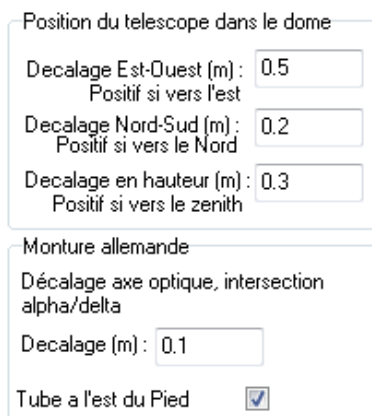 Position du telescope dans le dome
Decalage Est-Ouest (m) : 0.5
Positif si vers l'est
Decalage Nord-Sud (m) : 0.2
Positif si vers le Nord
Decalage en hauteur (m) : 0.3
Positif si vers le zenith
Monture allemande
Décalage axe optique, intersection
alpha/delta
Decalage (m) : 0.1
Tube a l'est du Pied